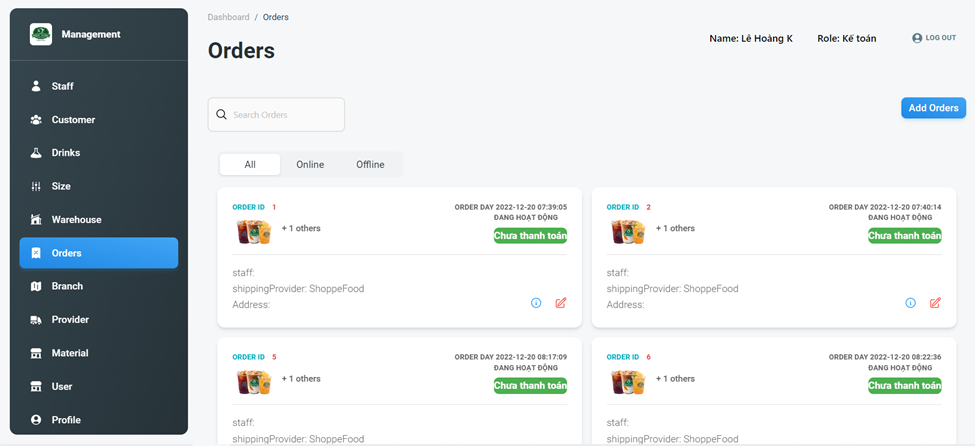 Management
Staff
Customer
Drinks
Size
Warehouse
Orders
Branch
Provider
Material
User
Profile
Dashboard / Orders
Orders
Name: Lê Hoàng K Role: Kế toán LOG OUT
Search Orders
Add Orders
All Online Offline
ORDER ID 1
ORDER DAY 2022-12-20 07:39:05
ĐANG HOẠT ĐỘNG
+ 1 others
Chưa thanh toán
staff:
shippingProvider: ShoppeFood
Address:
ORDER ID 2
ORDER DAY 2022-12-20 07:40:14
ĐANG HOẠT ĐỘNG
+ 1 others
Chưa thanh toán
staff:
shippingProvider: ShoppeFood
Address:
ORDER ID 5
ORDER DAY 2022-12-20 08:17:09
ĐANG HOẠT ĐỘNG
+ 1 others
Chưa thanh toán
staff:
shippingProvider: ShoppeFood
ORDER ID 6
ORDER DAY 2022-12-20 08:22:36
ĐANG HOẠT ĐỘNG
+ 1 others
Chưa thanh toán
staff:
shippingProvider: ShoppeFood